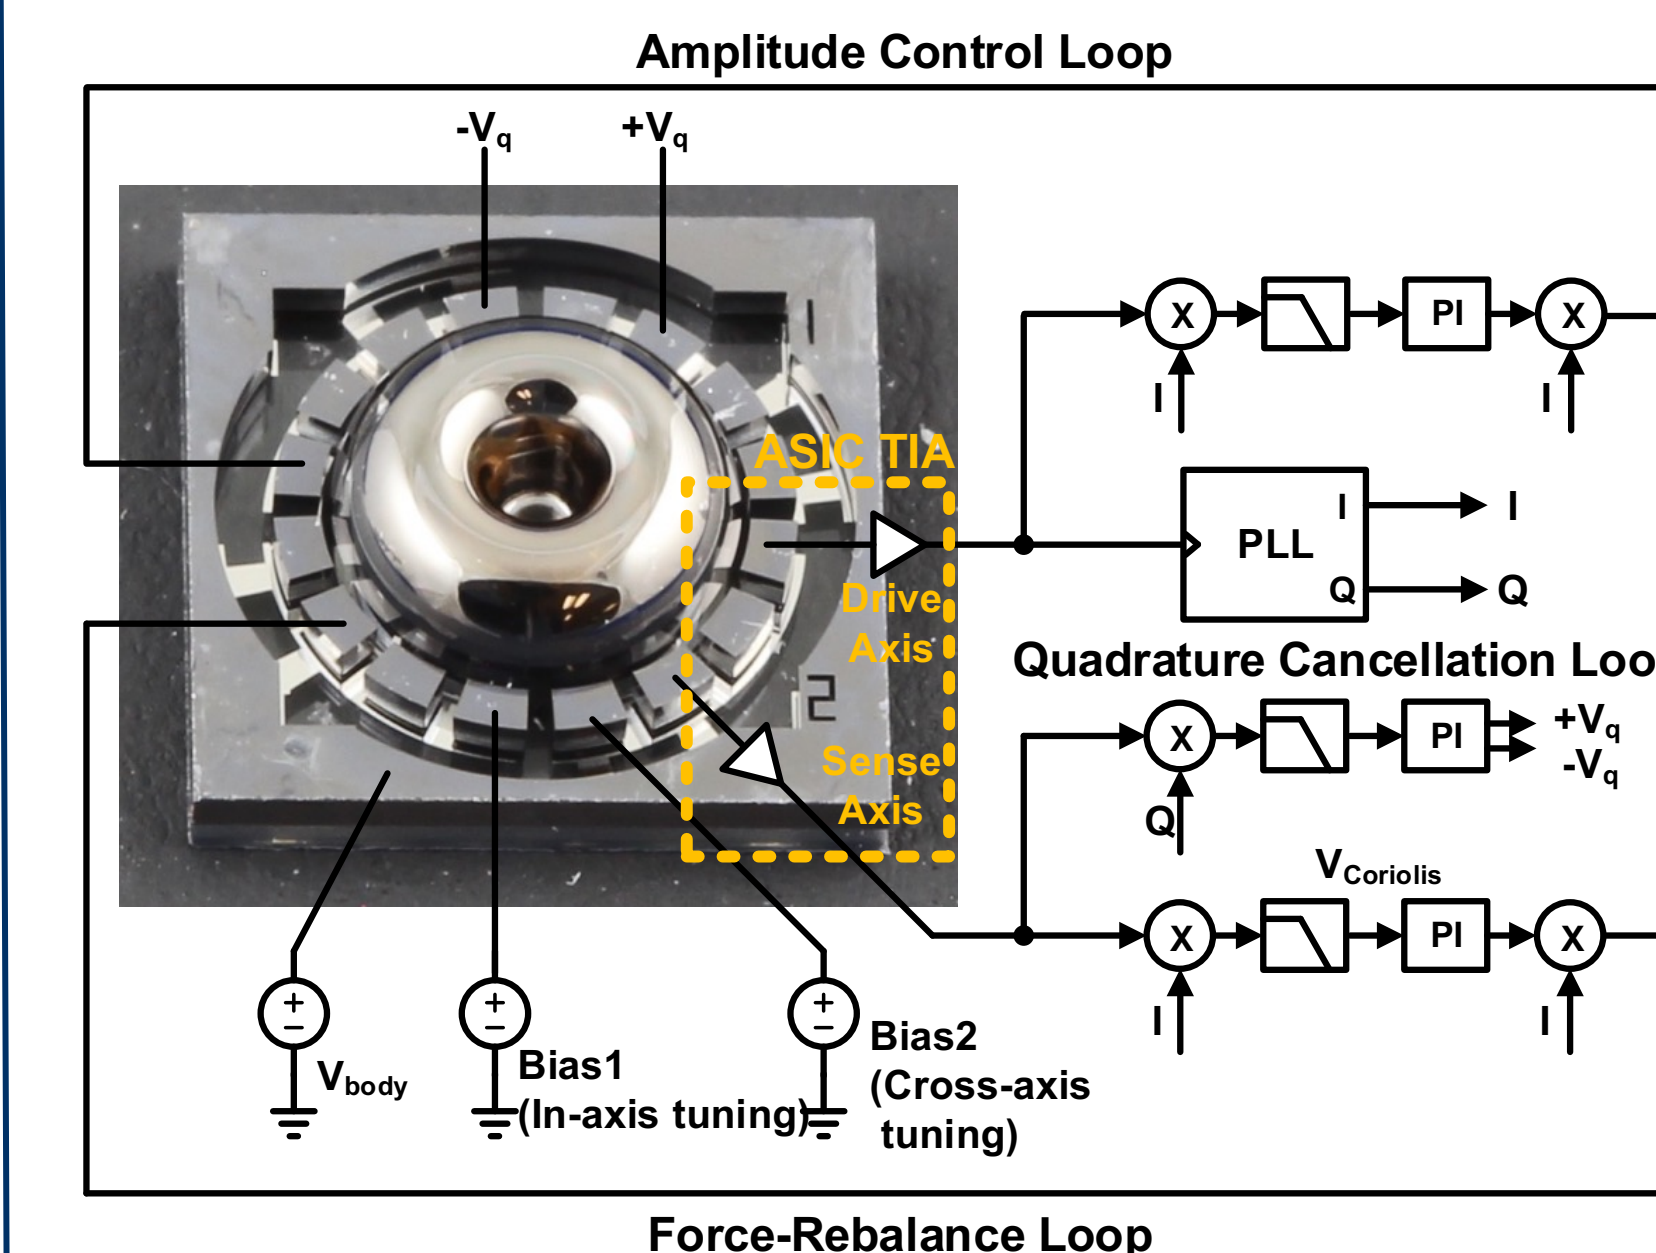 Amplitude Control Loop
-Vq
+Vq
1
X
PI
X
I
I
ASIC TIA
I
I
PLL
Drive
Q
Q
Axis
Quadrature Cancellation Loo
2
+Vq
X
PI
-Vq
Sense
Axis
Q
VCoriolis
X
PI
X
+
+
+
−
−
−
I
I
Bias2
Bias1
(Cross-axis
Vbody
(In-axis tuning)
tuning)
Force-Rebalance Loop